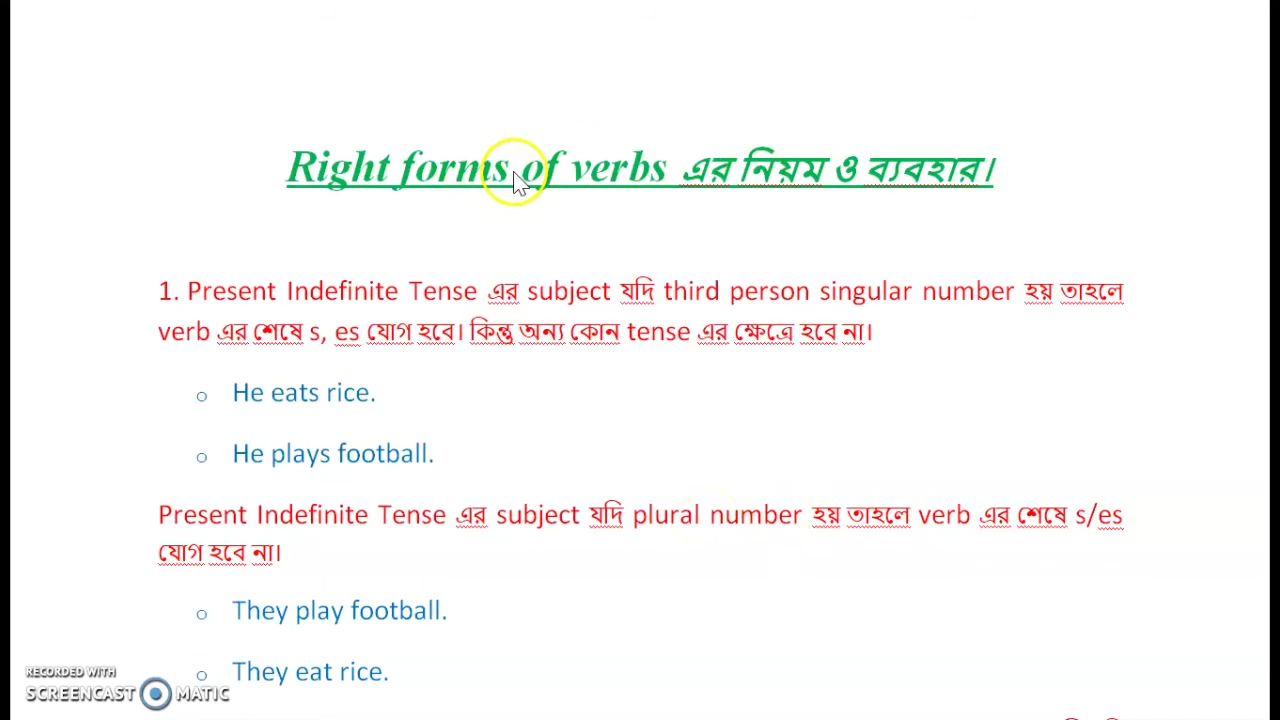 Right forms of verbs এর নিয়ম ও ব্যবহার।
1. Present Indefinite Tense এর subject যদি third person singular number হয় তাহলে
verb এর শেষে s, es যোগ হবে। কিন্তু অন্য কোন tense এর ক্ষেত্রে হবে না।
o He eats rice.
o He plays football.
Present Indefinite Tense এর subject যদি plural number হয় তাহলে verb এর শেষে s/es
যোগ হবে না।
o They play football.
o They eat rice.
RECORDED WITH
SCREENCAST MATIC